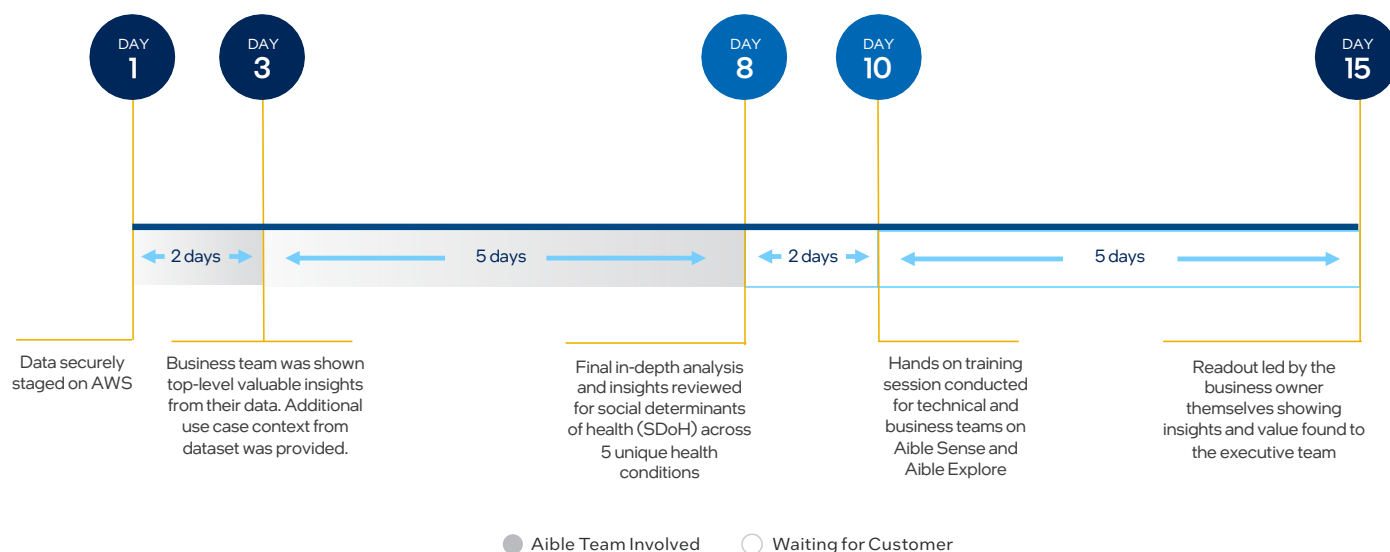 DAY
1
DAY
3
DAY
8
DAY
10
DAY
15
2 days
5 days
2 days
5 days
Data securely
staged on AWS
Business team was shown
top-level valuable insights
from their data. Additional
use case context from
dataset was provided.
Final in-depth analysis
and insights reviewed
for social determinants
of health (SDoH) across
5 unique health
conditions
Hands on training
session conducted
for technical and
business teams on
Aible Sense and
Aible Explore
Readout led by the
business owner
themselves showing
insights and value found to
the executive team
Aible Team Involved
Waiting for Customer